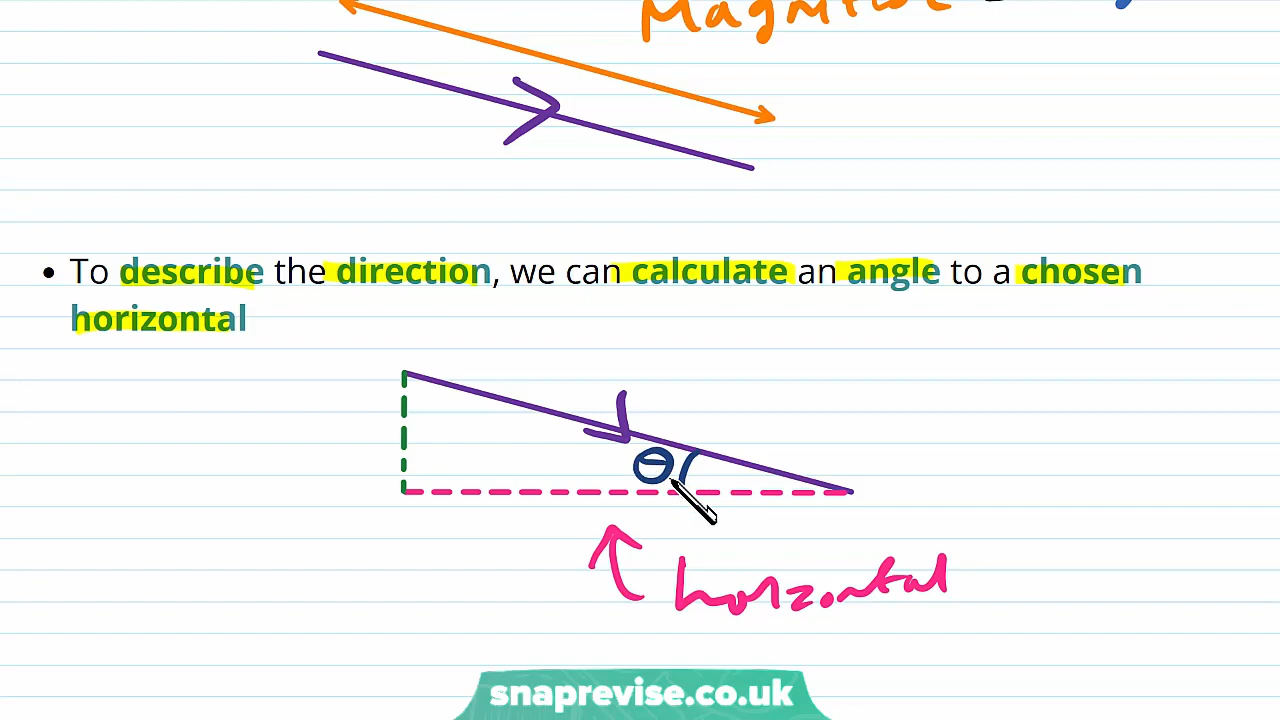 • To describe the direction, we can calculate an angle to a chosen
horizontal
θ
horizontal
snaprevise.co.uk